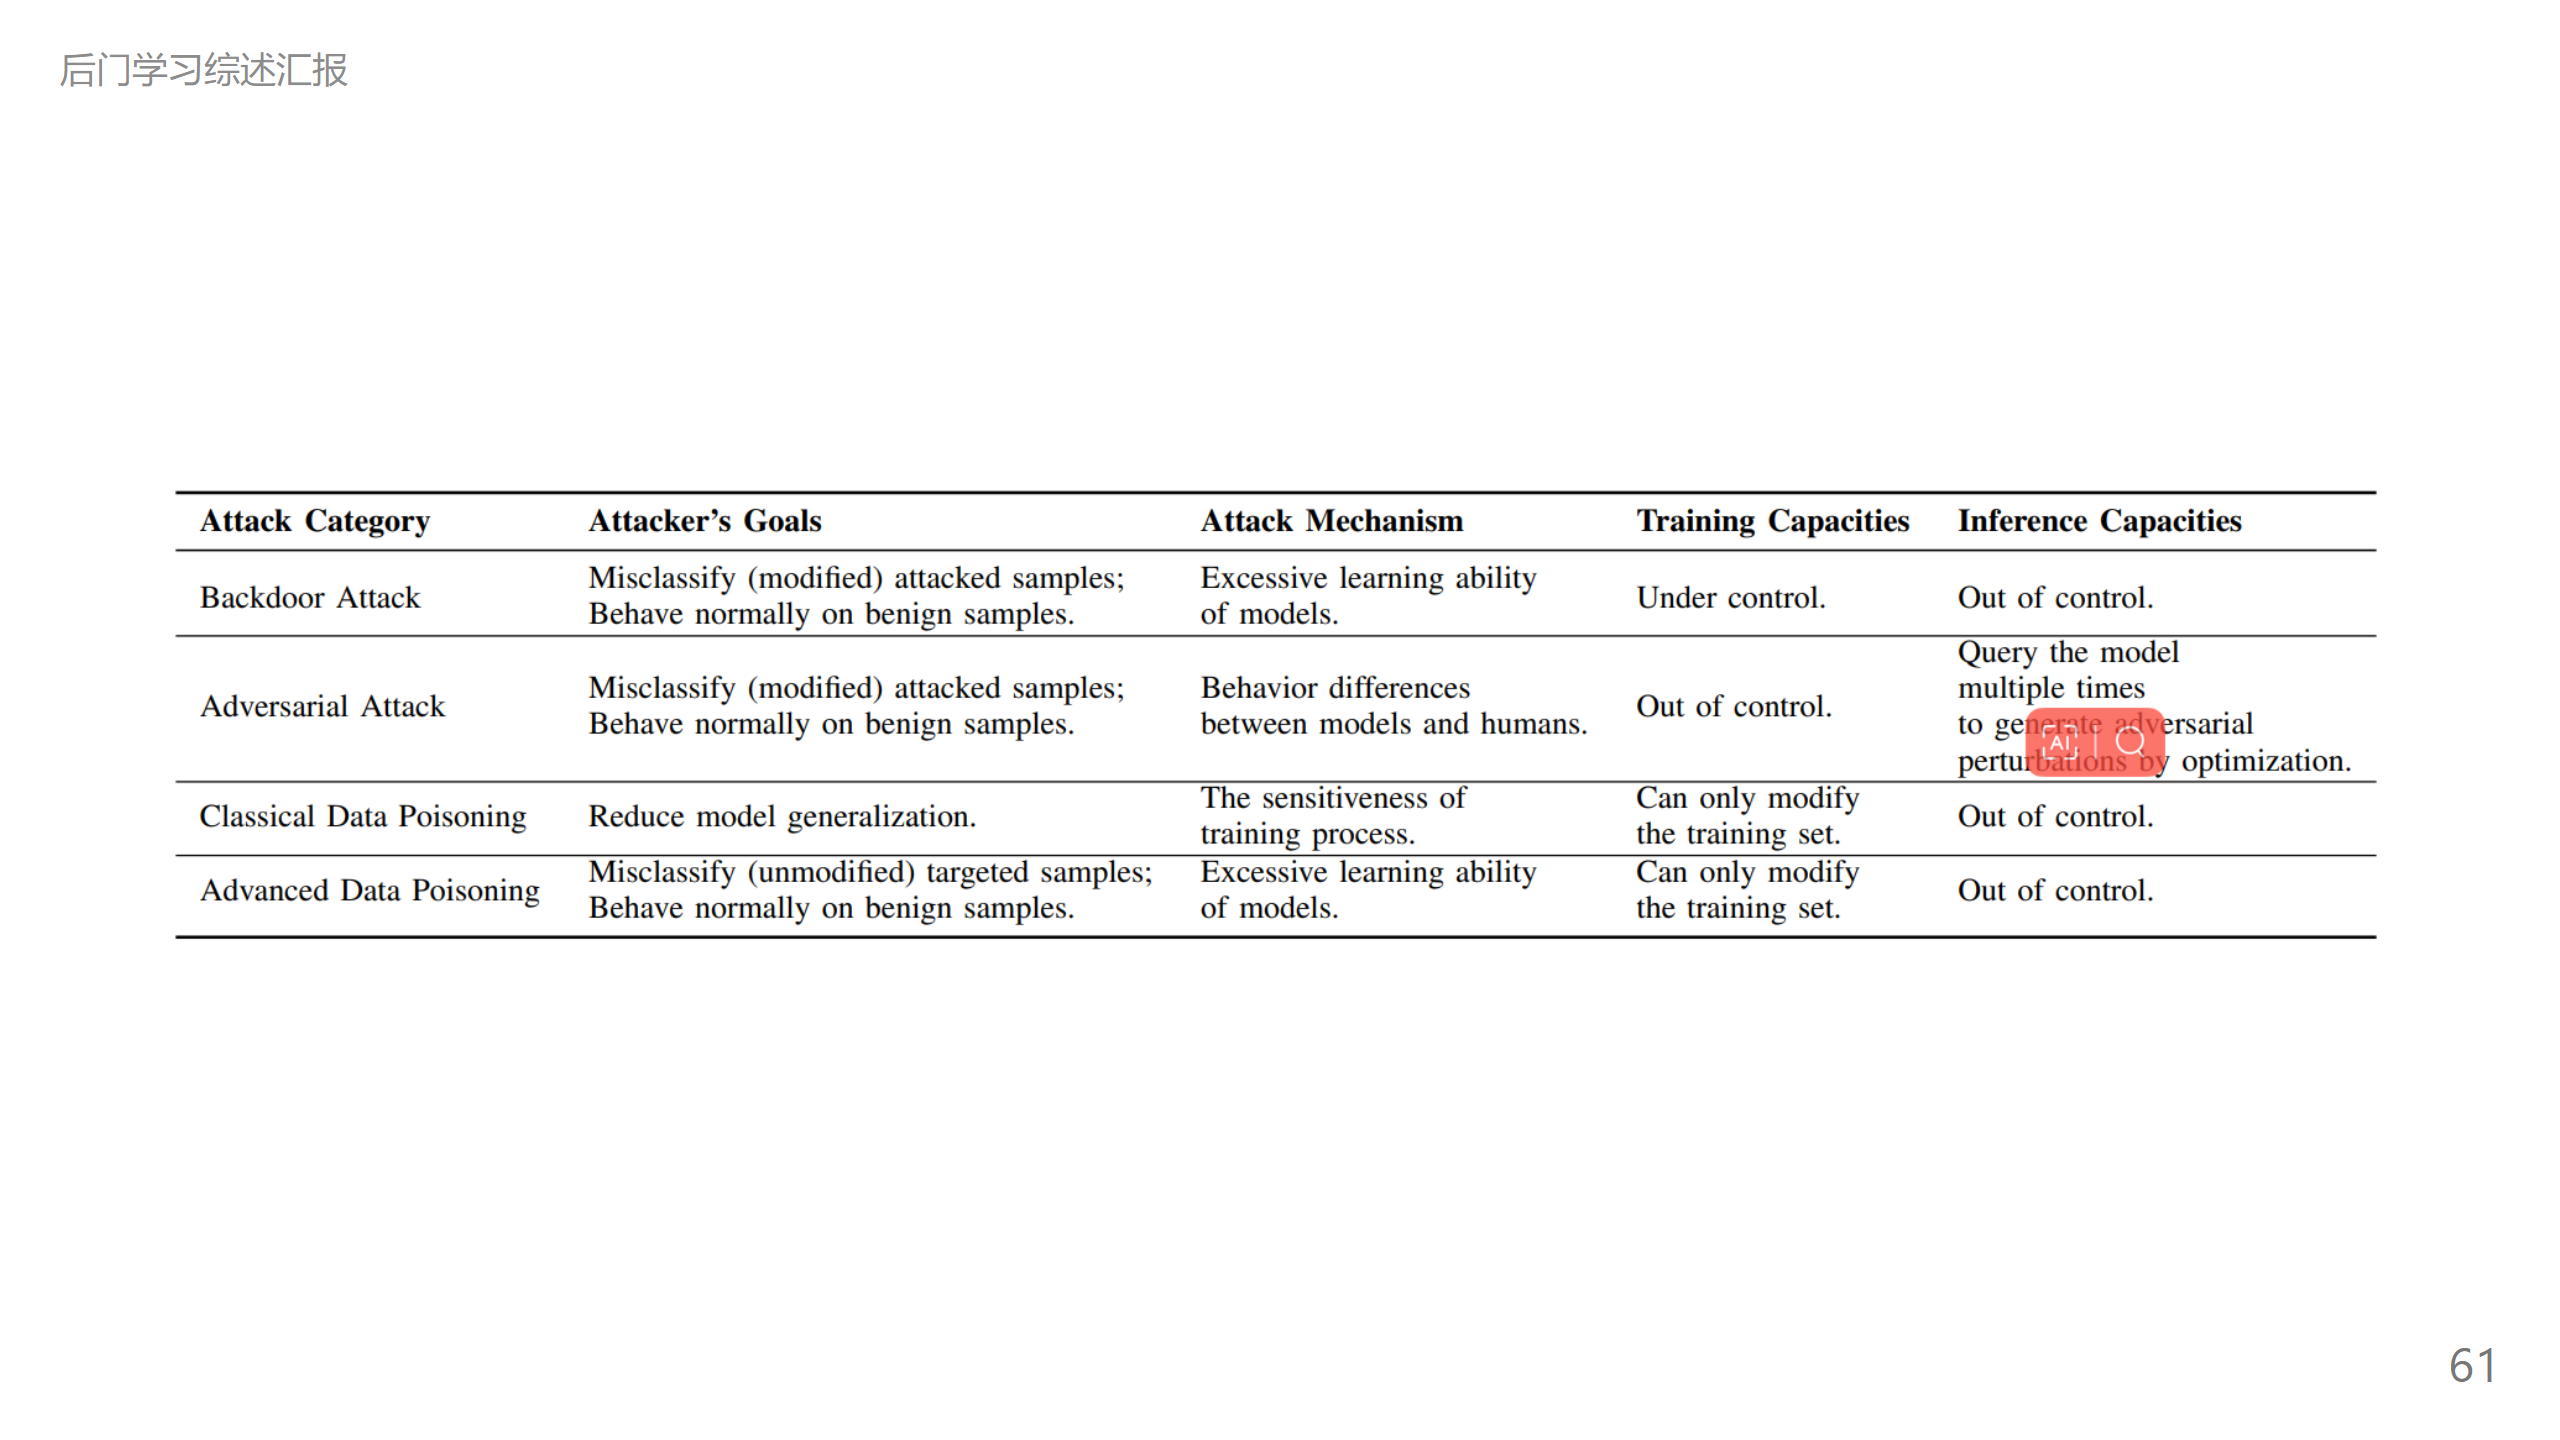 后门学习综述汇报
Attack Category Attacker's Goals Attack Mechanism Training Capacities Inference Capacities
Backdoor Attack
Misclassify (modified) attacked samples;
Behave normally on benign samples.
Excessive learning ability
of models.
Under control.
Out of control.
Adversarial Attack
Misclassify (modified) attacked samples;
Behave normally on benign samples.
Behavior differences
between models and humans.
Out of control.
Query the model
multiple times
to generate adversarial
perturbations by optimization.
AI
Classical Data Poisoning
Reduce model generalization.
The sensitiveness of
training process.
Can only modify
the training set.
Out of control.
Advanced Data Poisoning
Misclassify (unmodified) targeted samples;
Behave normally on benign samples.
Excessive learning ability
of models.
Can only modify
the training set.
Out of control.
61